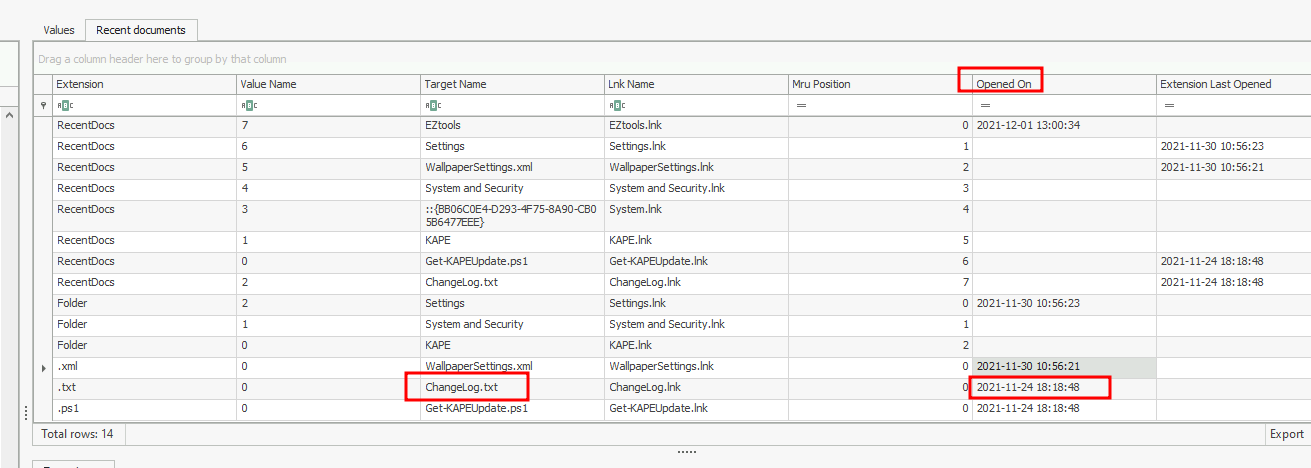 Values Recent documents
Drag a column header here to group by that column
Extension Value Name Target Name Lnk Name Mru Position Opened On Extension Last Opened
ABC ABC ABC ABC = = =
RecentDocs 7 EZtools EZtools.lnk 0 2021-12-01 13:00:34
RecentDocs 6 Settings Settings.lnk 1 2021-11-30 10:56:23
RecentDocs 5 WallpaperSettings.xml WallpaperSettings.lnk 2 2021-11-30 10:56:21
RecentDocs 4 System and Security System and Security.lnk 3
RecentDocs 3 ::{BB06C0E4-D293-4F75-8A90-CB0 System.lnk 4
5B6477EEE}
RecentDocs 1 KAPE KAPE.lnk 5
RecentDocs 0 Get-KAPEUpdate.ps1 Get-KAPEUpdate.lnk 6 2021-11-24 18:18:48
RecentDocs 2 ChangeLog.txt ChangeLog.lnk 7 2021-11-24 18:18:48
Folder 2 Settings Settings.lnk 0 2021-11-30 10:56:23
Folder 1 System and Security System and Security.lnk 1
Folder 0 KAPE KAPE.lnk 2
.xml 0 WallpaperSettings.xml WallpaperSettings.lnk 0 2021-11-30 10:56:21
.txt 0 ChangeLog.txt ChangeLog.lnk 0 2021-11-24 18:18:48
.ps1 0 Get-KAPEUpdate.ps1 Get-KAPEUpdate.lnk 0 2021-11-24 18:18:48
Total rows: 14 Export